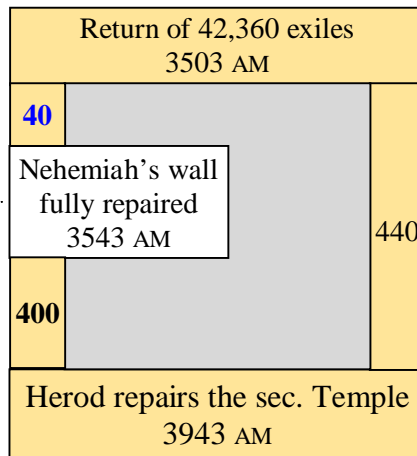 Return of 42,360 exiles
3503 AM
40
Nehemiah’s wall
fully repaired
3543 AM
440
400
Herod repairs the sec. Temple
3943 AM